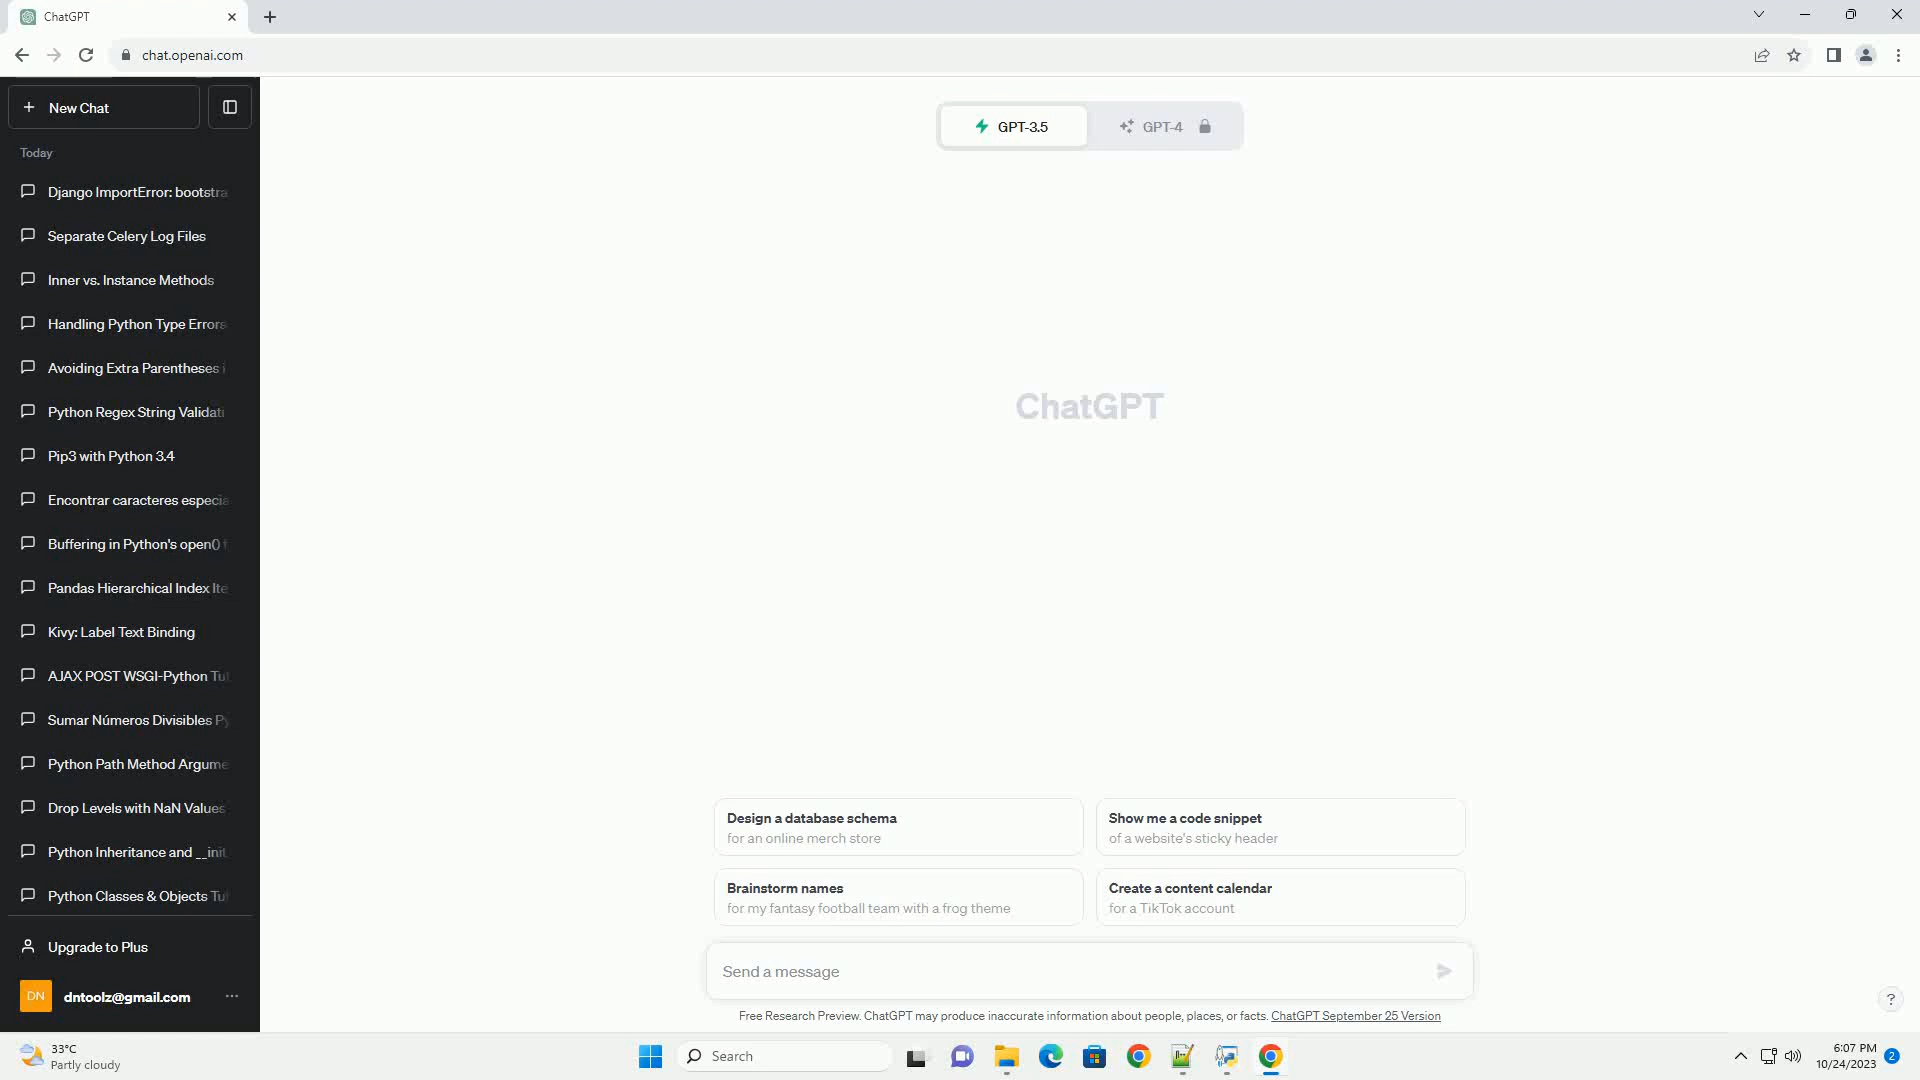 ChatGPT
chat.openai.com
New Chat
Today
Django ImportError: bootstra
Separate Celery Log Files
Inner vs. Instance Methods
Handling Python Type Errors
Avoiding Extra Parentheses i
Python Regex String Validati
Pip3 with Python 3.4
Encontrar caracteres especia
Buffering in Python's open() f
Pandas Hierarchical Index Ite
Kivy: Label Text Binding
AJAX POST WSGI-Python Tut
Sumar Números Divisibles Py
Python Path Method Argume
Drop Levels with NaN Values
Python Inheritance and __init
Python Classes & Objects Tut
Upgrade to Plus
DN dntoolz@gmail.com
GPT-3.5 GPT-4
ChatGPT
Design a database schema
for an online merch store
Show me a code snippet
of a website's sticky header
Brainstorm names
for my fantasy football team with a frog theme
Create a content calendar
for a TikTok account
Send a message
Free Research Preview. ChatGPT may produce inaccurate information about people, places, or facts. ChatGPT September 25 Version
?
33°C
Partly cloudy
Search
6:07 PM
10/24/2023
2